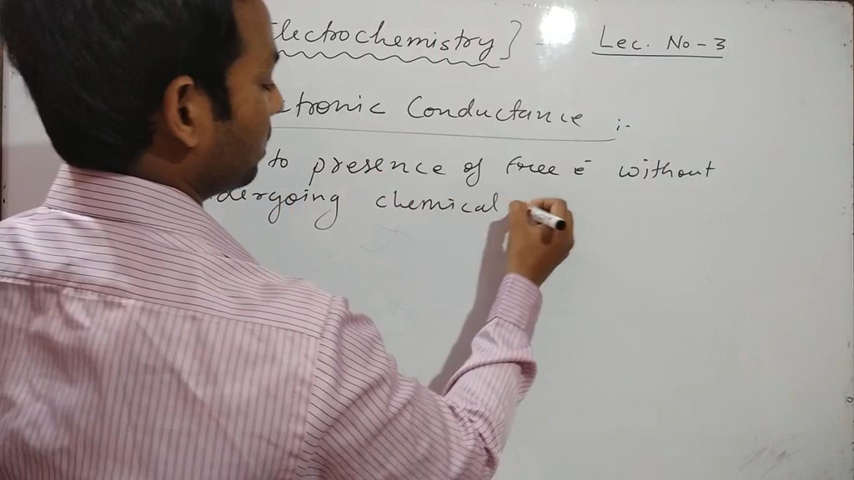 lectrochemistry] Lec. No-3
ctronic Conductance :-
to presence of free e⁻ without
dergoing chemical